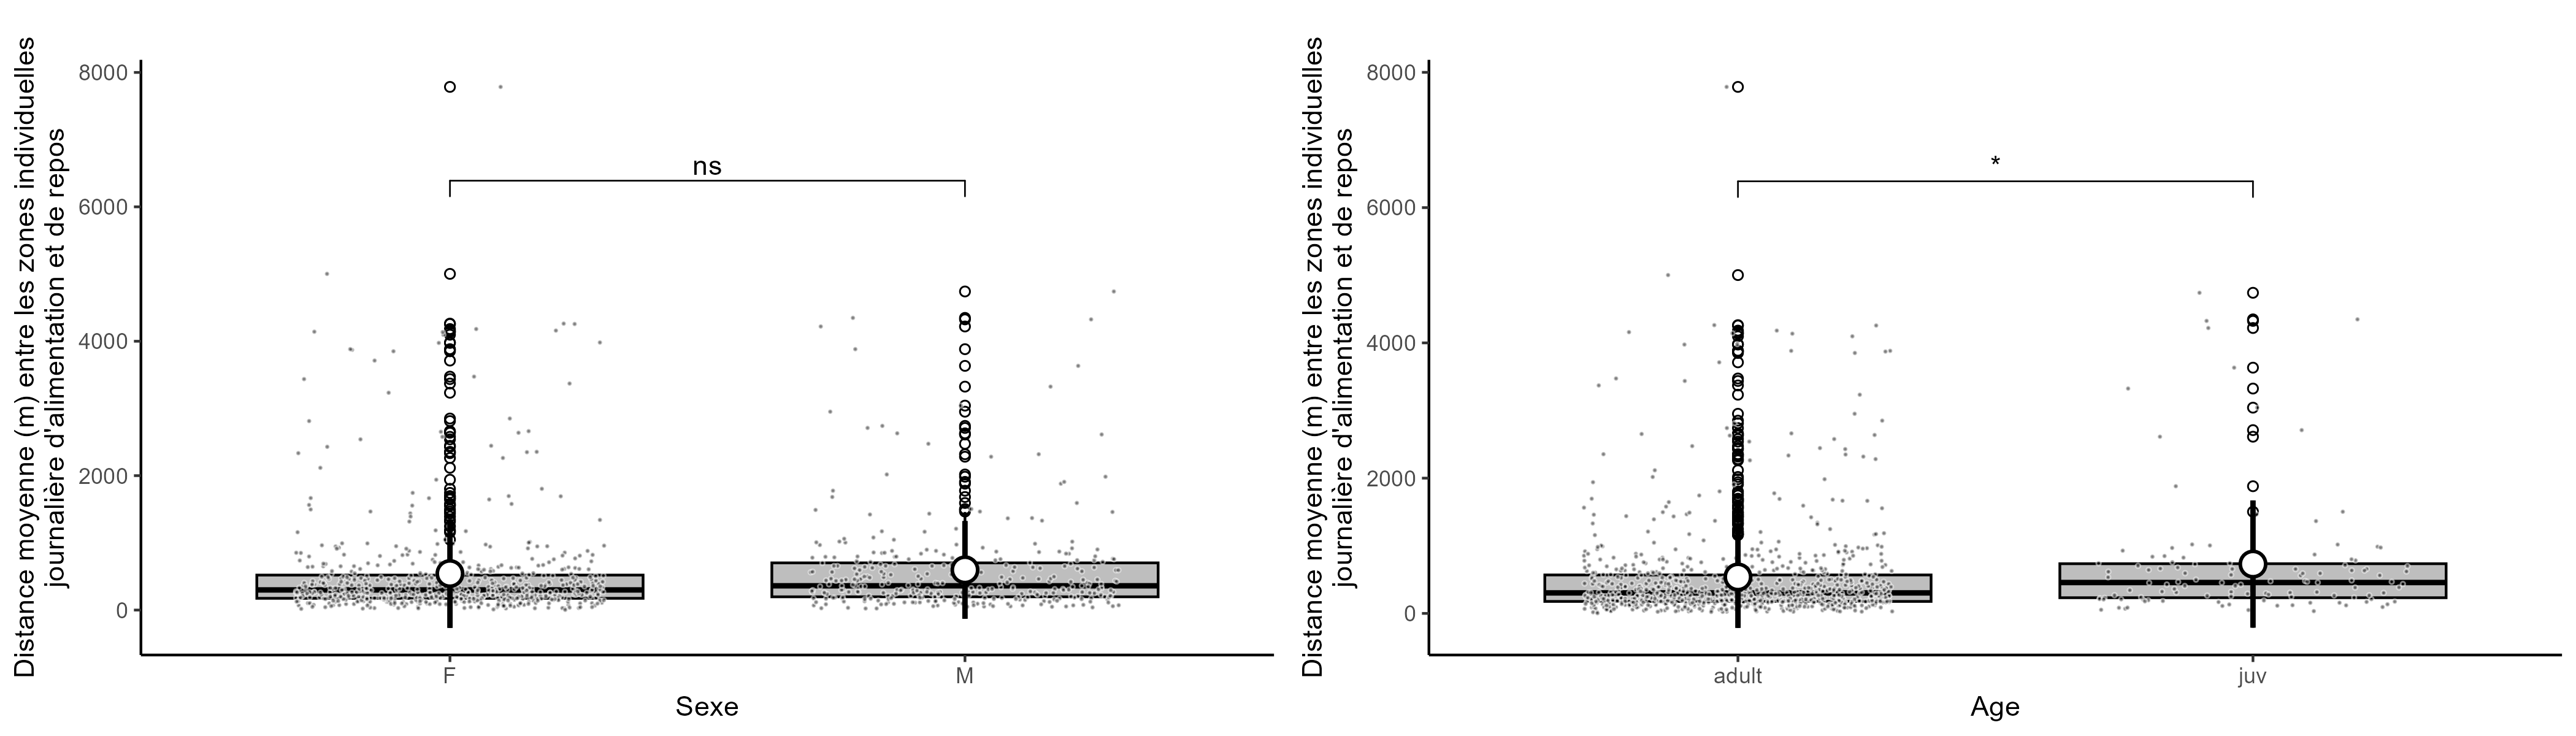 Distance moyenne (m) entre les zones individuelles
journalière d'alimentation et de repos
8000
6000
4000
2000
0
ns
F
M
Sexe
Distance moyenne (m) entre les zones individuelles
journalière d'alimentation et de repos
8000
6000
4000
2000
0
*
adult
juv
Age